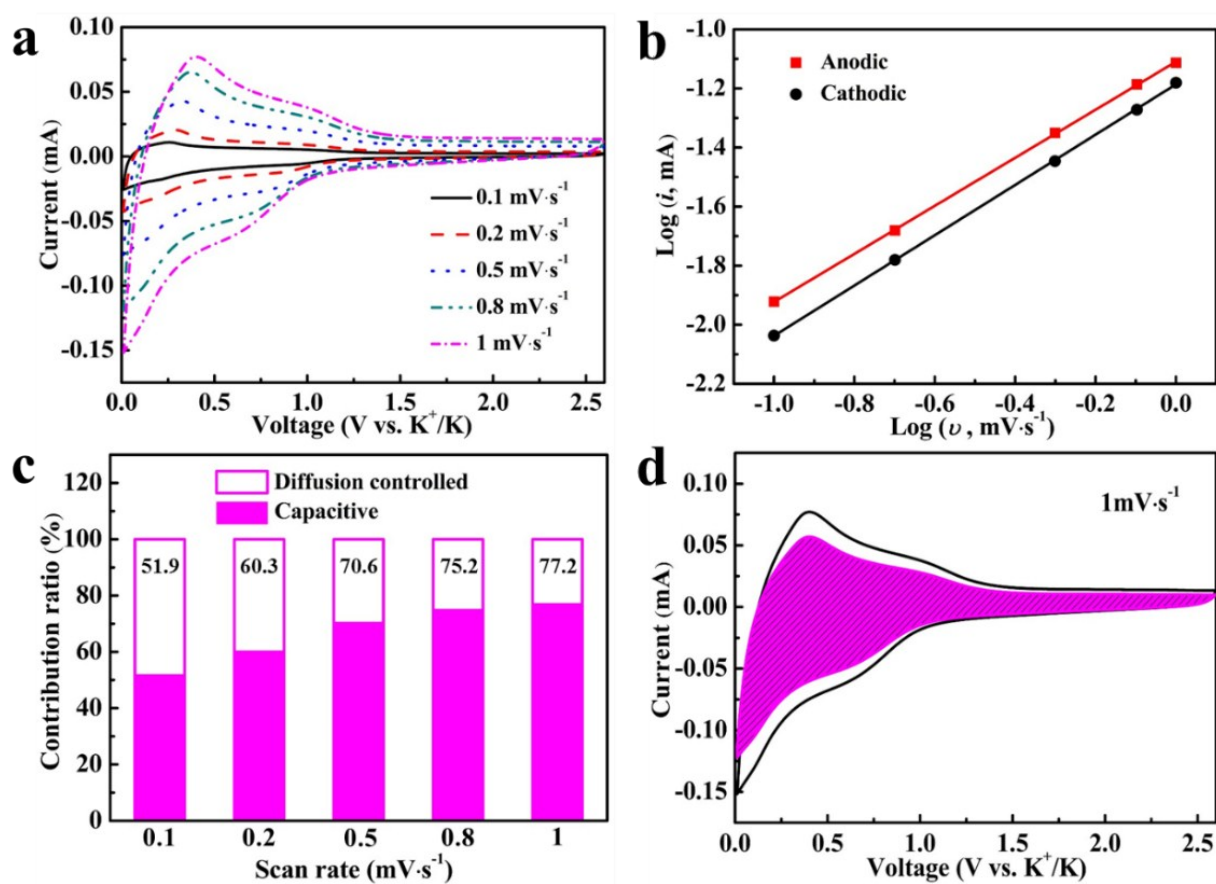 a
0.10
0.05
0.00
-0.05
-0.10
-0.15
Current (mA)
0.1 mV·s⁻¹
0.2 mV·s⁻¹
0.5 mV·s⁻¹
0.8 mV·s⁻¹
1 mV·s⁻¹
0.0 0.5 1.0 1.5 2.0 2.5
Voltage (V vs. K⁺/K)
b
-1.0
-1.2
-1.4
-1.6
-1.8
-2.0
-2.2
Log (i, mA)
Anodic
Cathodic
-1.0 -0.8 -0.6 -0.4 -0.2 0.0
Log (υ , mV·s⁻¹)
c
120
100
80
60
40
20
0
Contribution ratio (%)
Diffusion controlled
Capacitive
51.9 60.3 70.6 75.2 77.2
0.1 0.2 0.5 0.8 1
Scan rate (mV·s⁻¹)
d
0.10
0.05
0.00
-0.05
-0.10
-0.15
Current (mA)
1mV·s⁻¹
0.0 0.5 1.0 1.5 2.0 2.5
Voltage (V vs. K⁺/K)